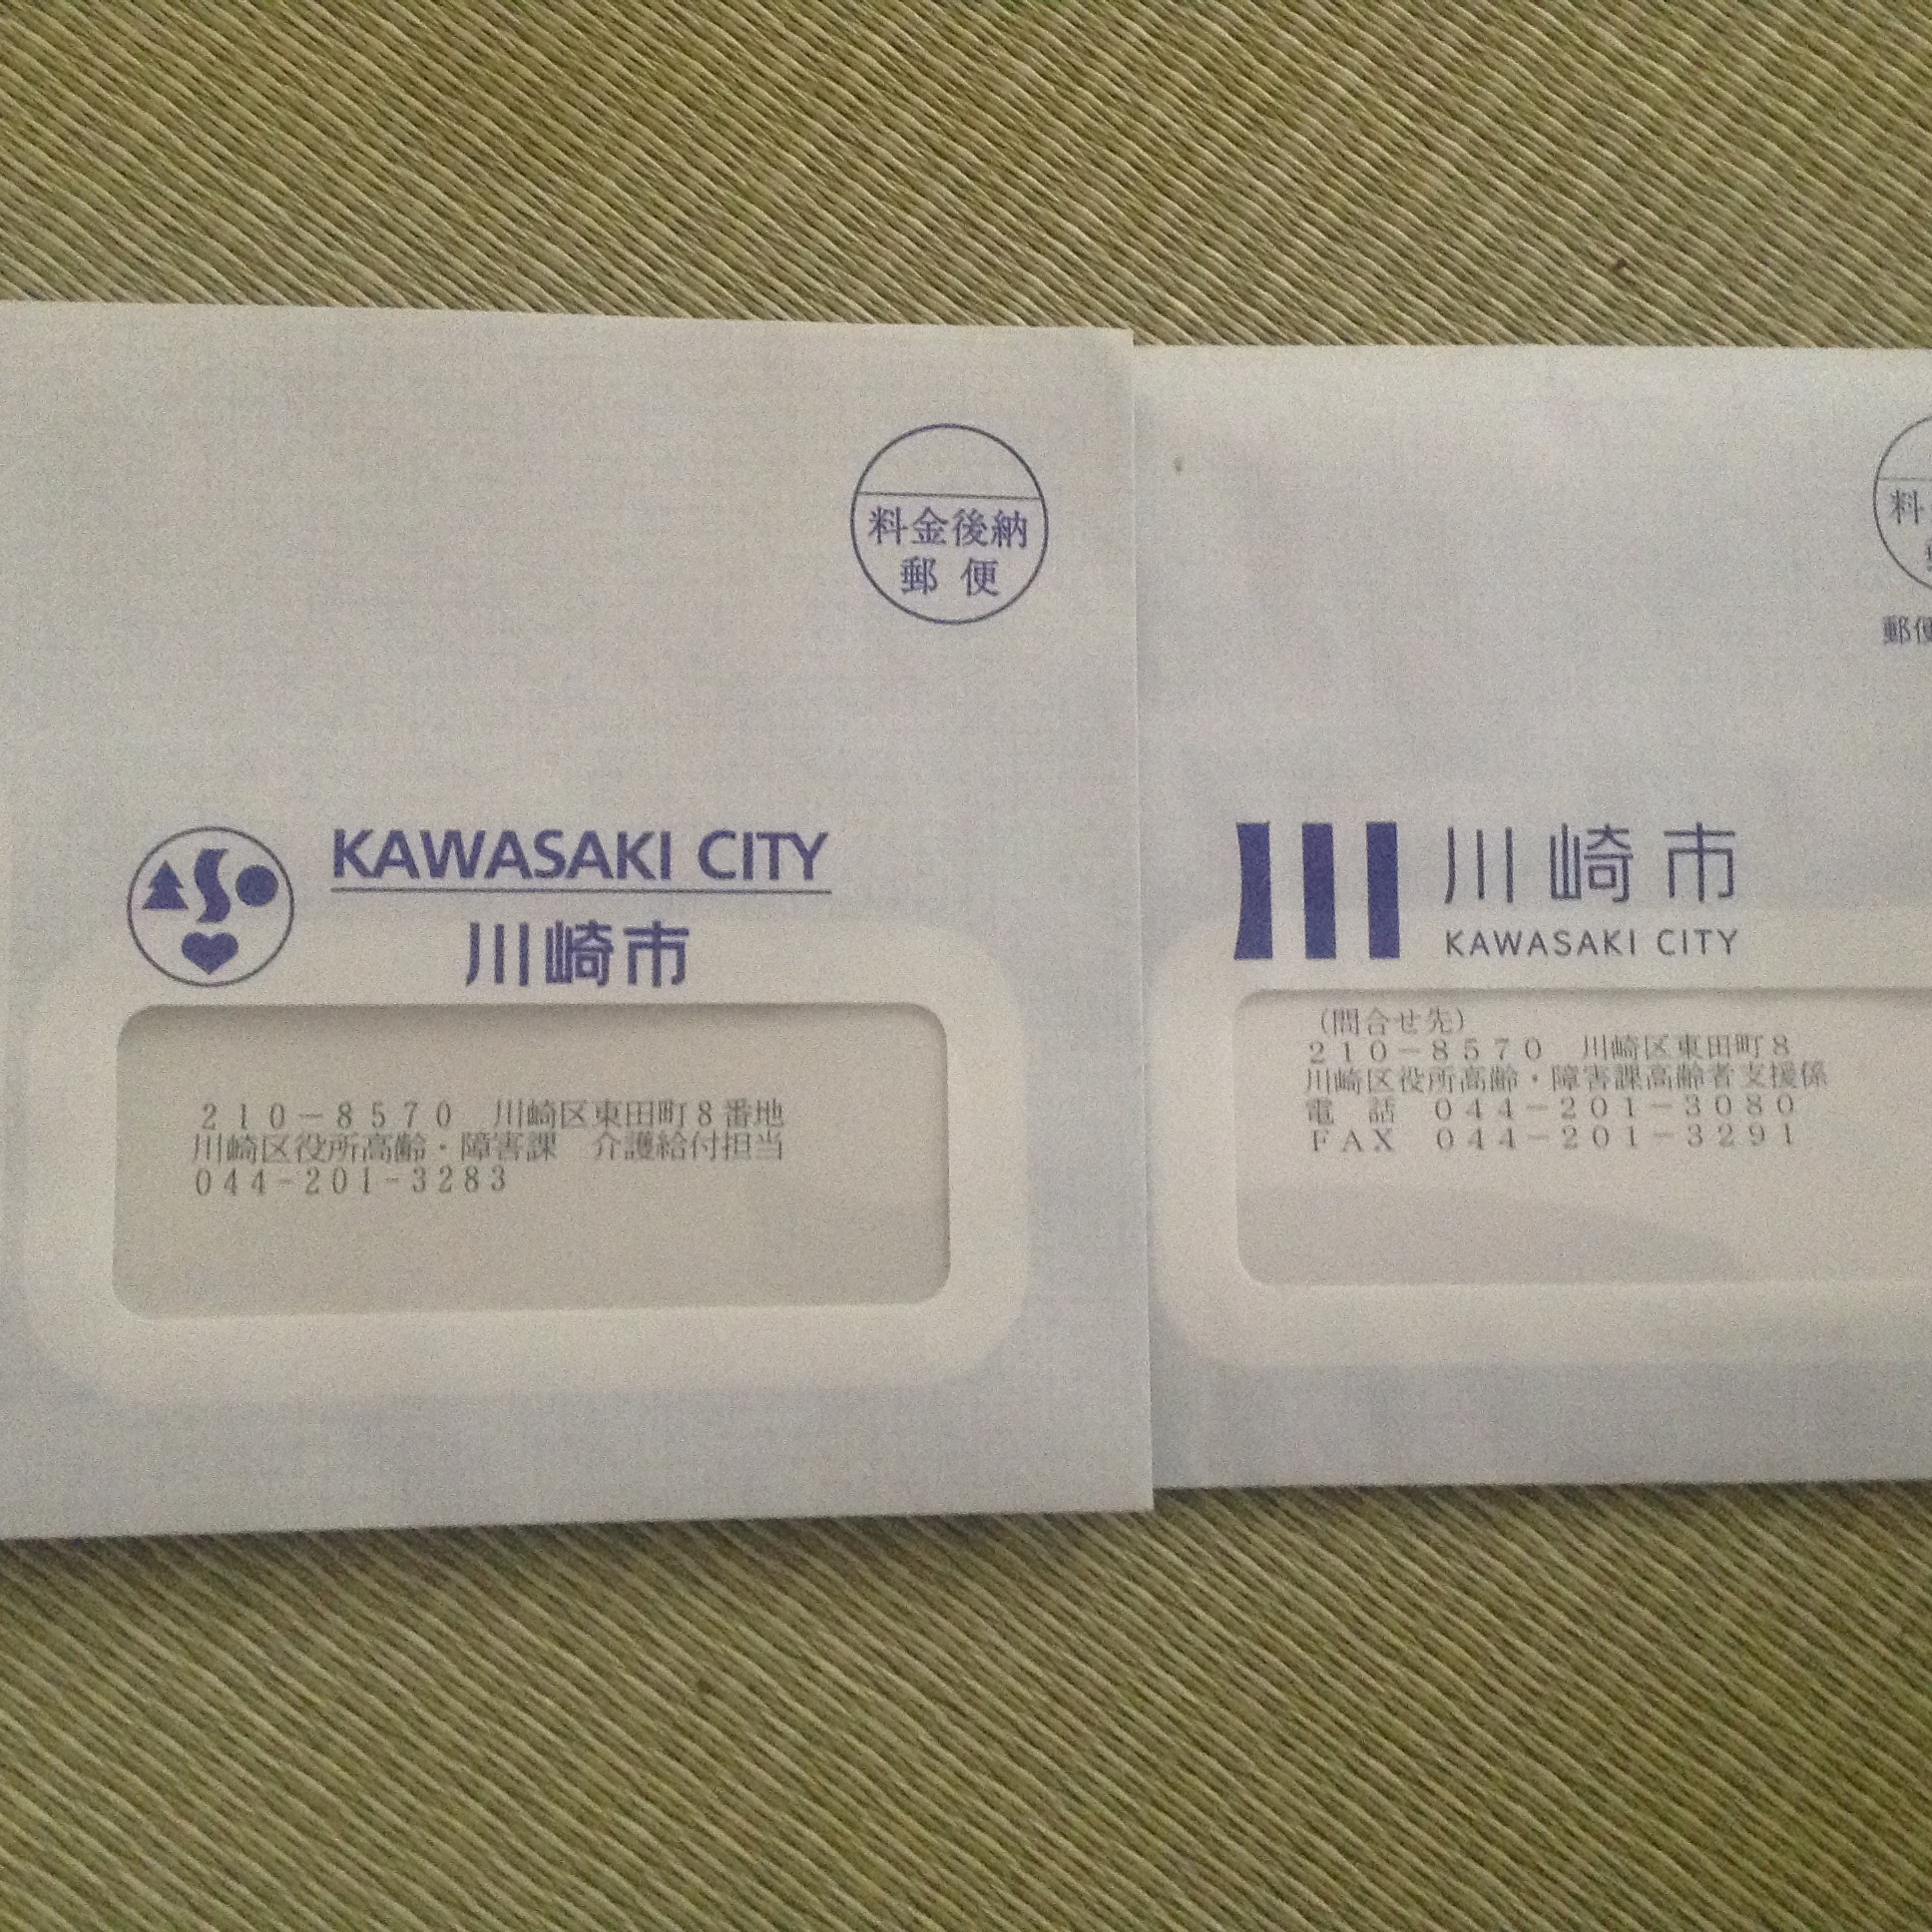 料金後納
郵便
KAWASAKI CITY
川崎市
210-8570　川崎区東田町8番地
川崎区役所高齢・障害課　介護給付担当
044-201-3283
料
郵便
川崎市
KAWASAKI CITY
（問合せ先）
210-8570　川崎区東田町8
川崎区役所高齢・障害課高齢者支援係
電　話　044-201-3080
FAX　044-201-3291